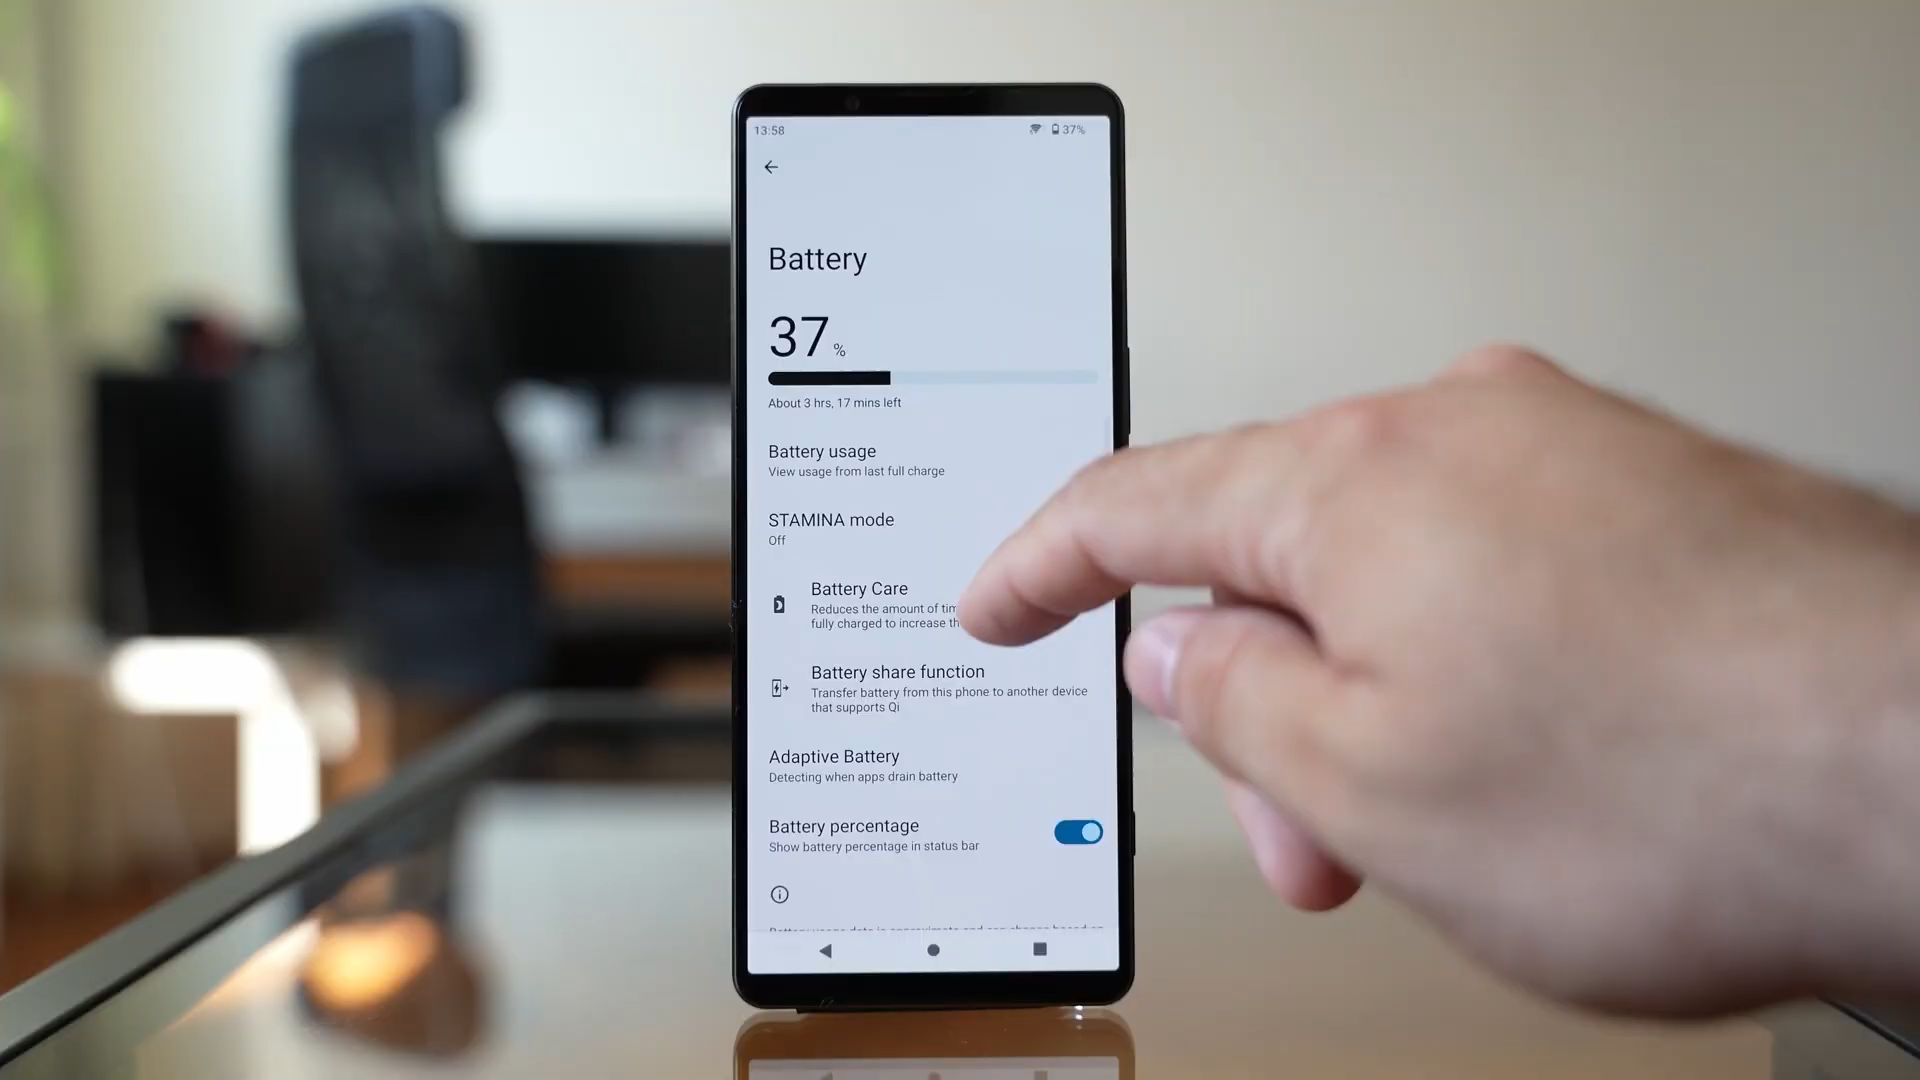 13:58
37%
Battery
37 %
About 3 hrs, 17 mins left
Battery usage
View usage from last full charge
STAMINA mode
Off
Battery Care
Reduces the amount of
fully charged to increase
Battery share function
Transfer battery from this phone to another device
that supports Qi
Adaptive Battery
Detecting when apps drain battery
Battery percentage
Show battery percentage in status bar